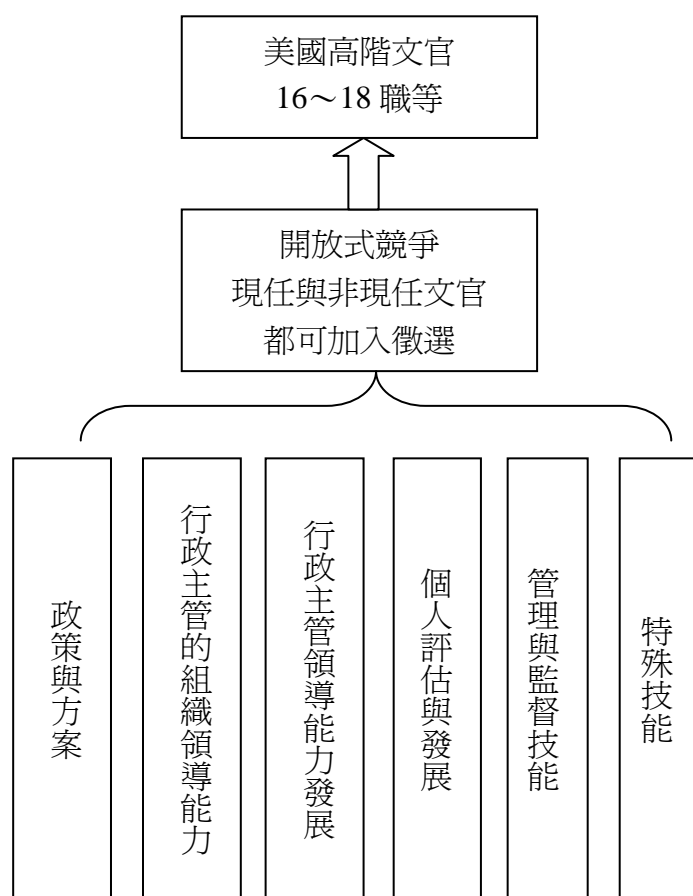 美國高階文官
16～18 職等
開放式競爭
現任與非現任文官
都可加入徵選
政策與方案
行政主管的組織領導能力
行政主管領導能力發展
個人評估與發展
管理與監督技能
特殊技能